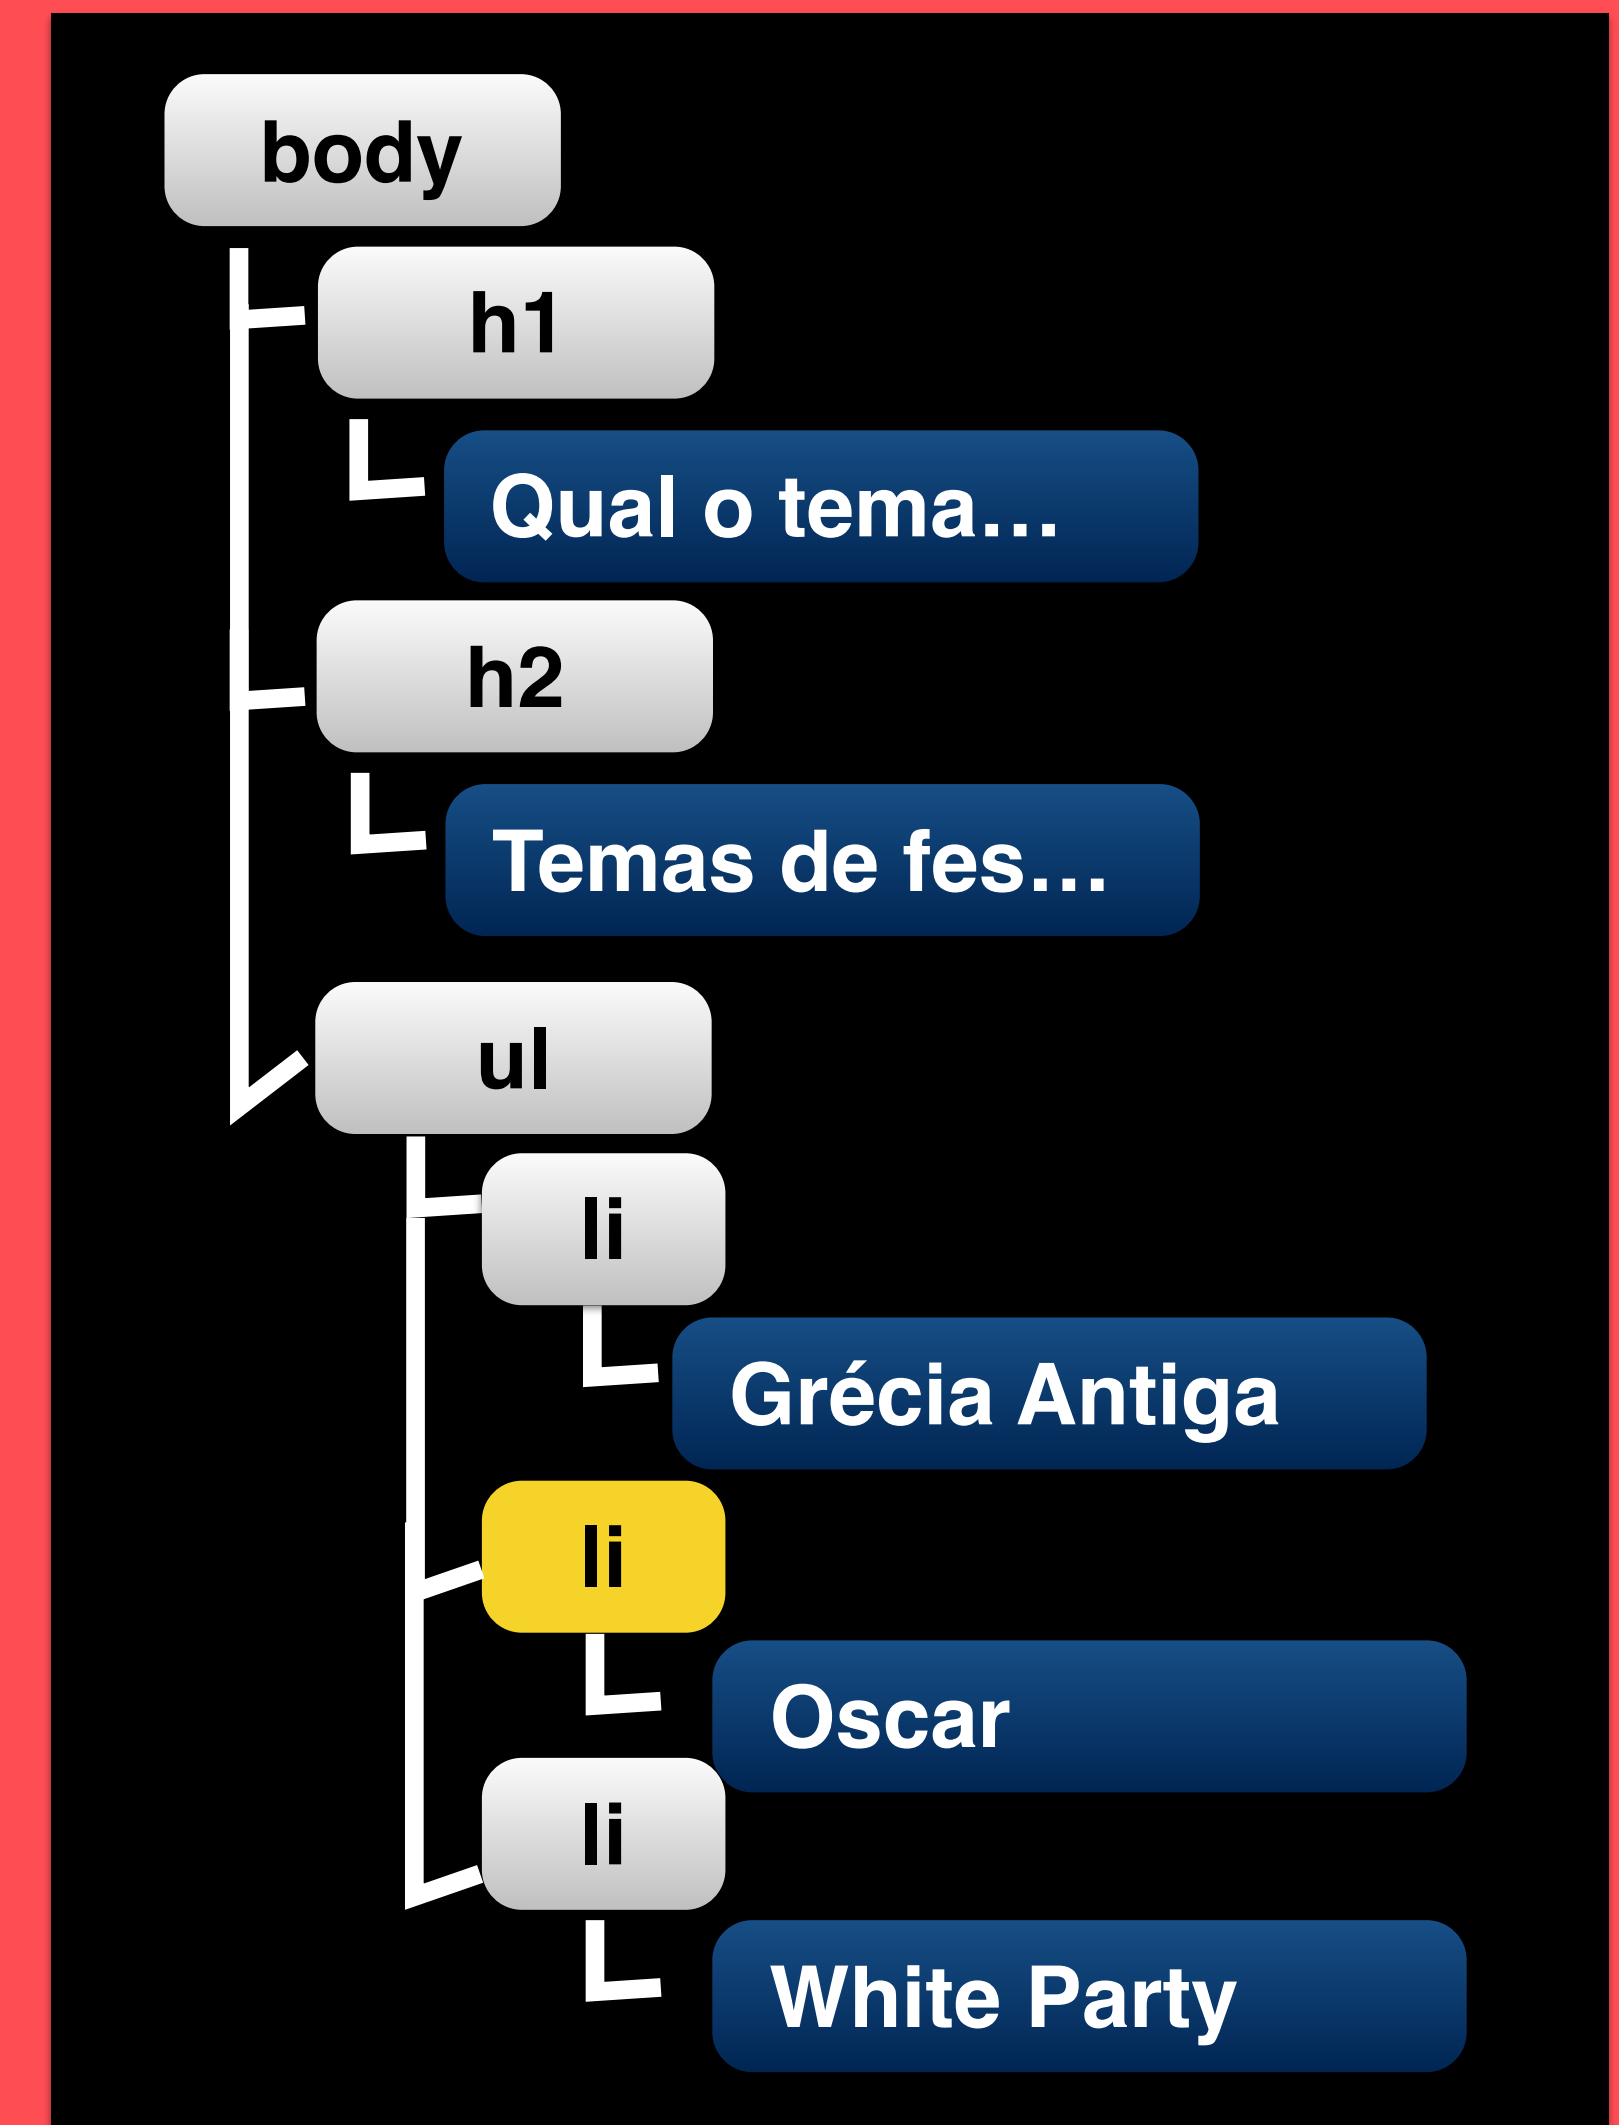 body
h1
Qual o tema…
h2
Temas de fes…
ul
li
Grécia Antiga
li
Oscar
li
White Party